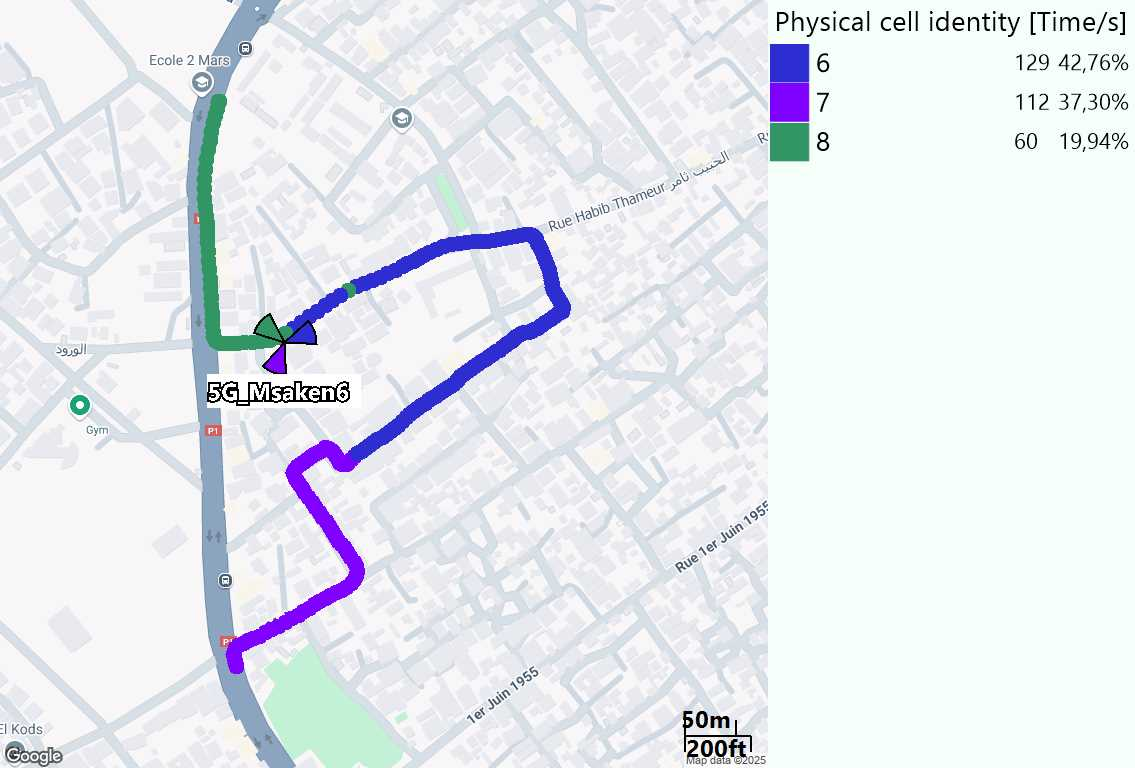 Physical cell identity [Time/s]
6 129 42,76%
7 112 37,30%
8 60 19,94%
Ecole 2 Mars
Rue Habib Thameur الحبيب ثامر
الورود
5G_Msaken6
Gym
P1
Rue 1er Juin 1955
P1
1er Juin 1955
El Kods
50m
200ft
Google
Map data ©2025